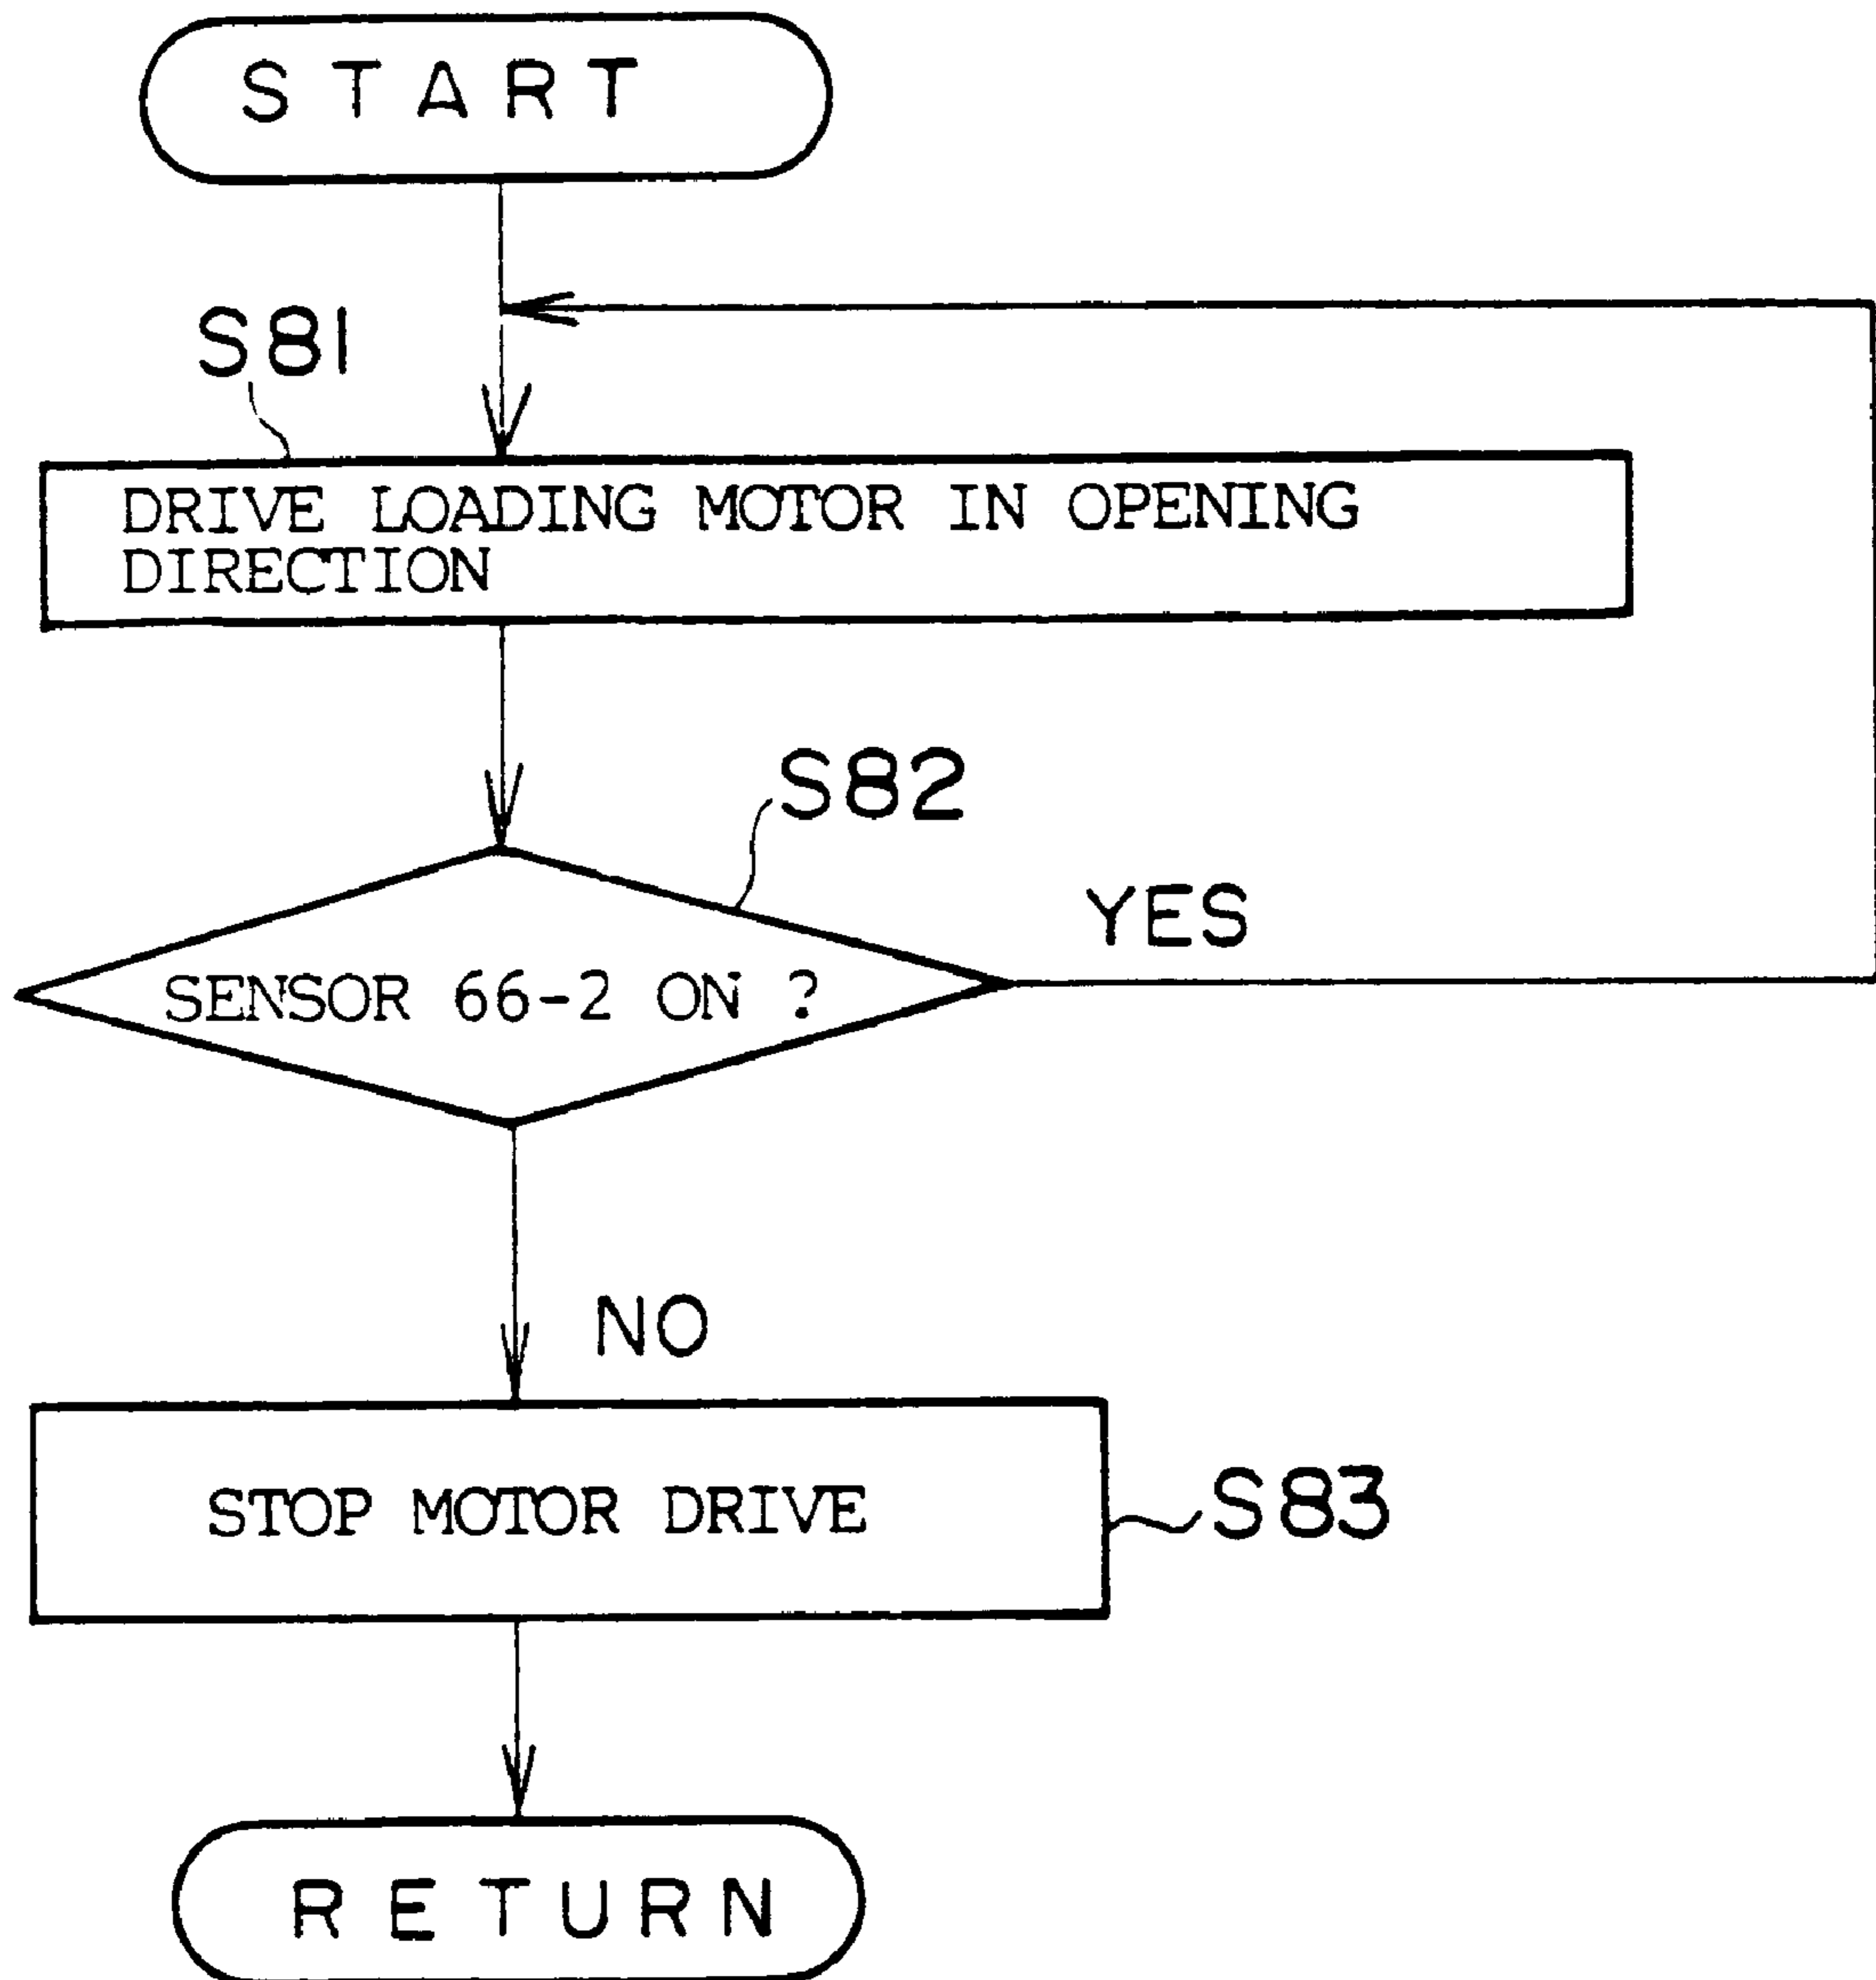 START
S81
DRIVE LOADING MOTOR IN OPENING
DIRECTION
S82
YES
SENSOR 66-2 ON ?
NO
STOP MOTOR DRIVE
S83
RETURN